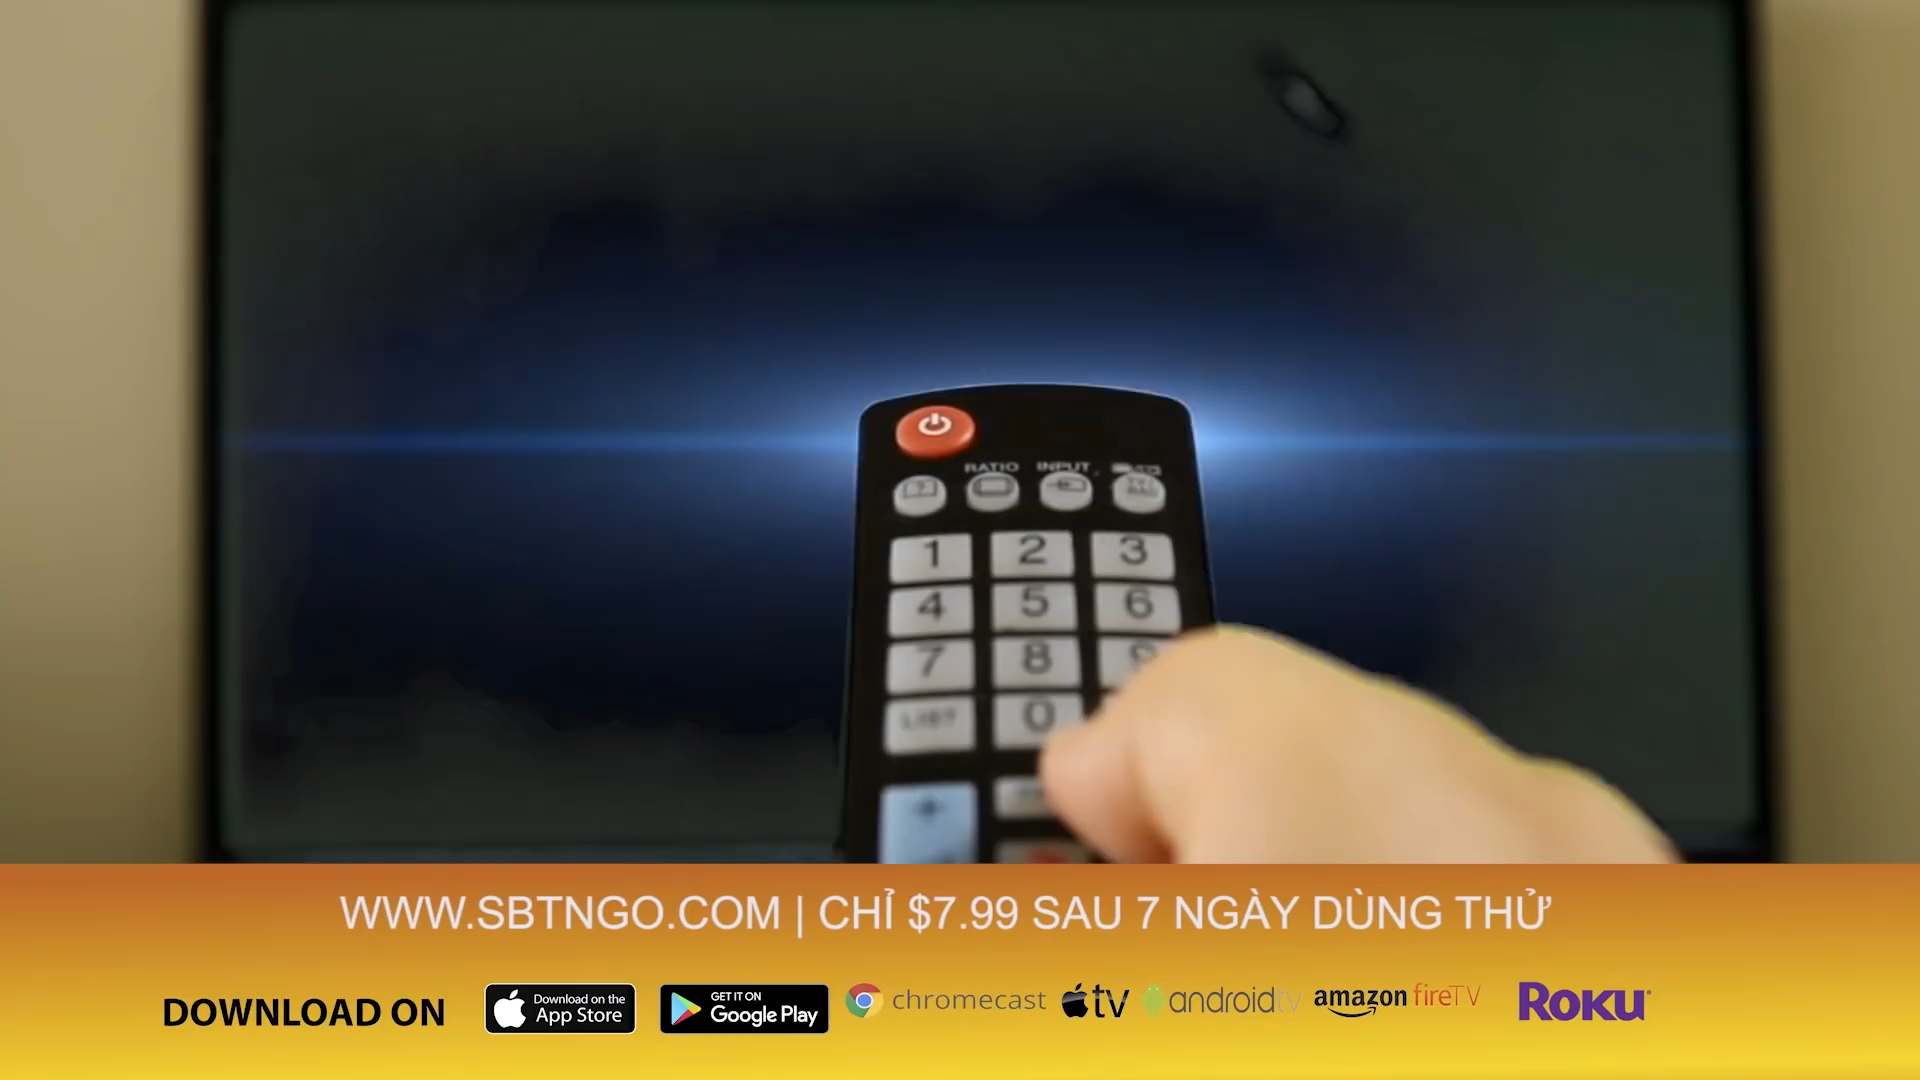 RATIO INPUT
1 2 3
4 5 6
7 8 9
LIST 0
WWW.SBTNGO.COM | CHỈ $7.99 SAU 7 NGÀY DÙNG THỬ
DOWNLOAD ON
Download on the
App Store
GET IT ON
Google Play
chromecast
tv
androidtv
amazon fireTV
ROKU